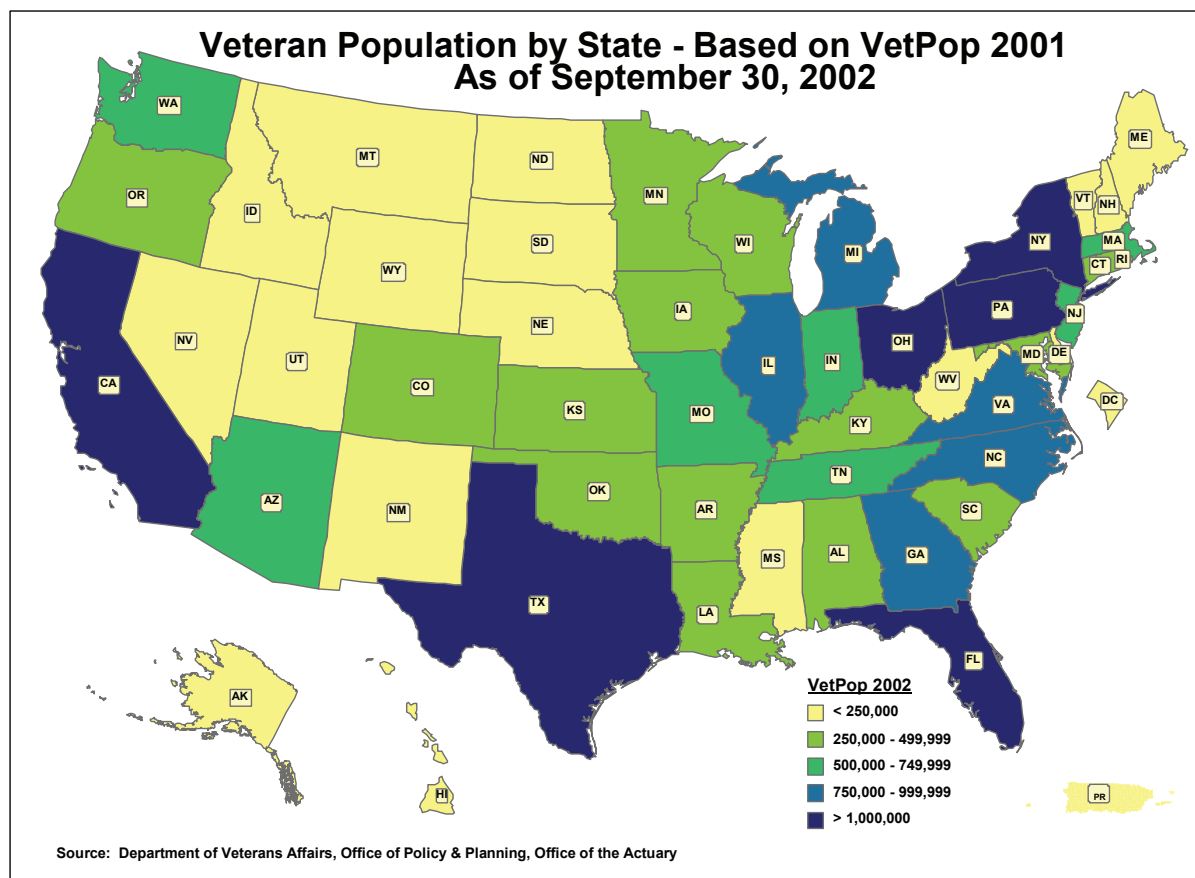 Veteran Population by State - Based on VetPop 2001
As of September 30, 2002
WA
ME
MT
ND
OR
MN
VT
NH
ID
SD
WI
NY
MA
MI
CT
RI
WY
IA
PA
NE
NJ
NV
OH
UT
IL
IN
MD
DE
CA
CO
WV
DC
KS
MO
VA
KY
NC
TN
AZ
OK
NM
AR
SC
MS
AL
GA
TX
LA
FL
AK
HI
PR
VetPop 2002
< 250,000
250,000 - 499,999
500,000 - 749,999
750,000 - 999,999
> 1,000,000
Source: Department of Veterans Affairs, Office of Policy & Planning, Office of the Actuary